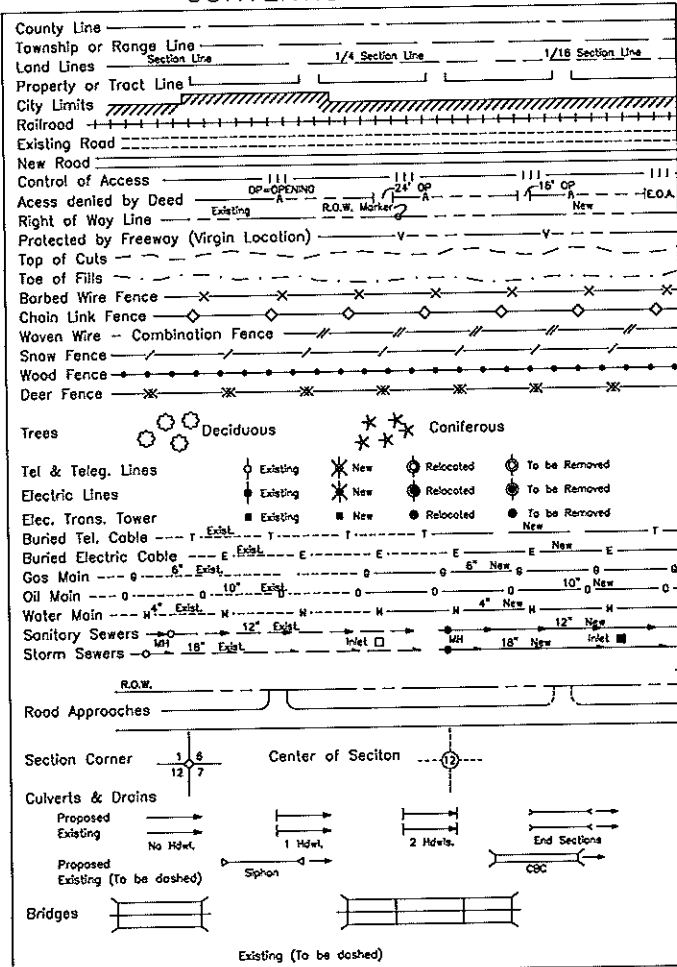 County Line
Township or Range Line
Land Lines Section Line 1/4 Section Line 1/16 Section Line
Property or Tract Line
City Limits
Railroad
Existing Road
New Road
Control of Access
Acess denied by Deed OP=OPENING A 24' OP A 16' OP A E.O.A.
Right of Way Line Existing R.O.W. Marker New
Protected by Freeway (Virgin Location) V V
Top of Cuts
Toe of Fills
Barbed Wire Fence
Chain Link Fence
Woven Wire - Combination Fence
Snow Fence
Wood Fence
Deer Fence
Trees Deciduous Coniferous
Tel & Teleg. Lines Existing New Relocated To be Removed
Electric Lines Existing New Relocated To be Removed
Elec. Trans. Tower Existing New Relocated To be Removed
Buried Tel. Cable T Exist. T T T New T
Buried Electric Cable E Exist. E E E E New E
Gas Main G 6" Exist. G G 6" New G G
Oil Main O 10" Exist. O O O O 10" New O
Water Main H 4" Exist. H H H H 4" New H H
Sanitary Sewers 12" Exist. 12" New
Storm Sewers MH 18" Exist. Inlet MH 18" New Inlet
R.O.W.
Road Approaches
Section Corner 1 6 Center of Seciton 12
12 7
Culverts & Drains
Proposed
Existing
No Hdwl. 1 Hdwl. 2 Hdwls. End Sections
Proposed
Existing (To be dashed) Siphon CBC
Bridges
Existing (To be dashed)